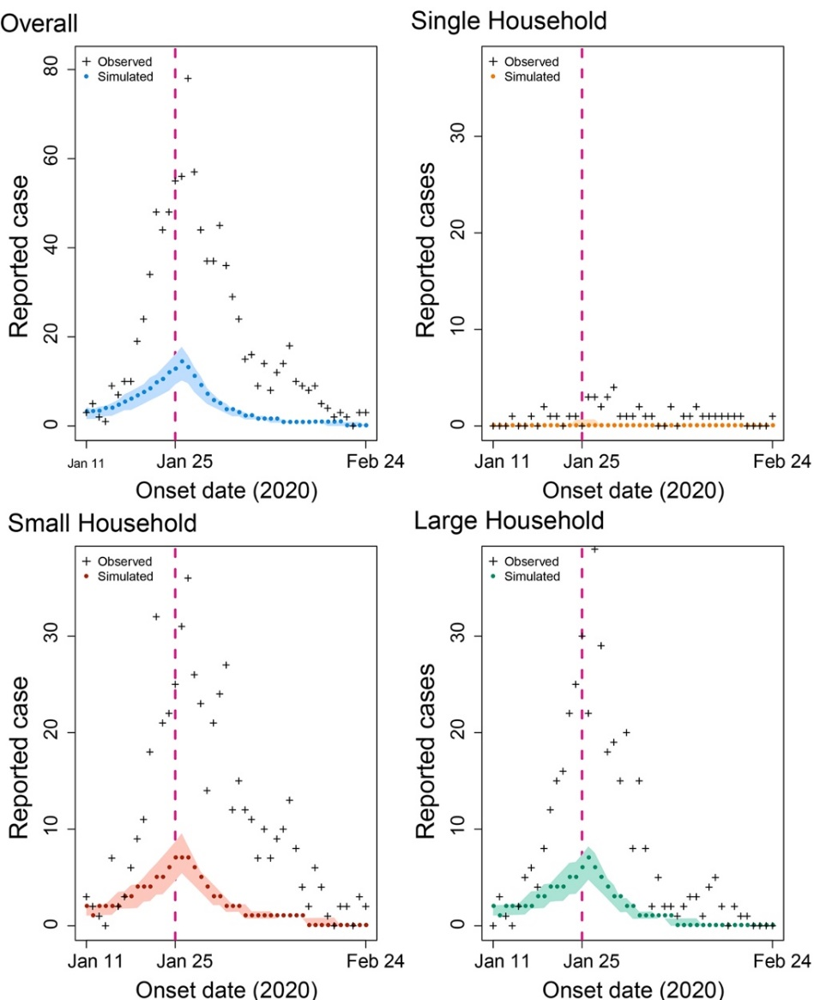 Overall
Reported case
80
60
40
20
0
+ Observed
• Simulated
Jan 11
Jan 25
Feb 24
Onset date (2020)
Single Household
Reported cases
30
20
10
0
+ Observed
• Simulated
Jan 11
Jan 25
Feb 24
Onset date (2020)
Small Household
Reported case
30
20
10
0
+ Observed
• Simulated
Jan 11
Jan 25
Feb 24
Onset date (2020)
Large Household
Reported cases
30
20
10
0
+ Observed
• Simulated
Jan 11
Jan 25
Feb 24
Onset date (2020)